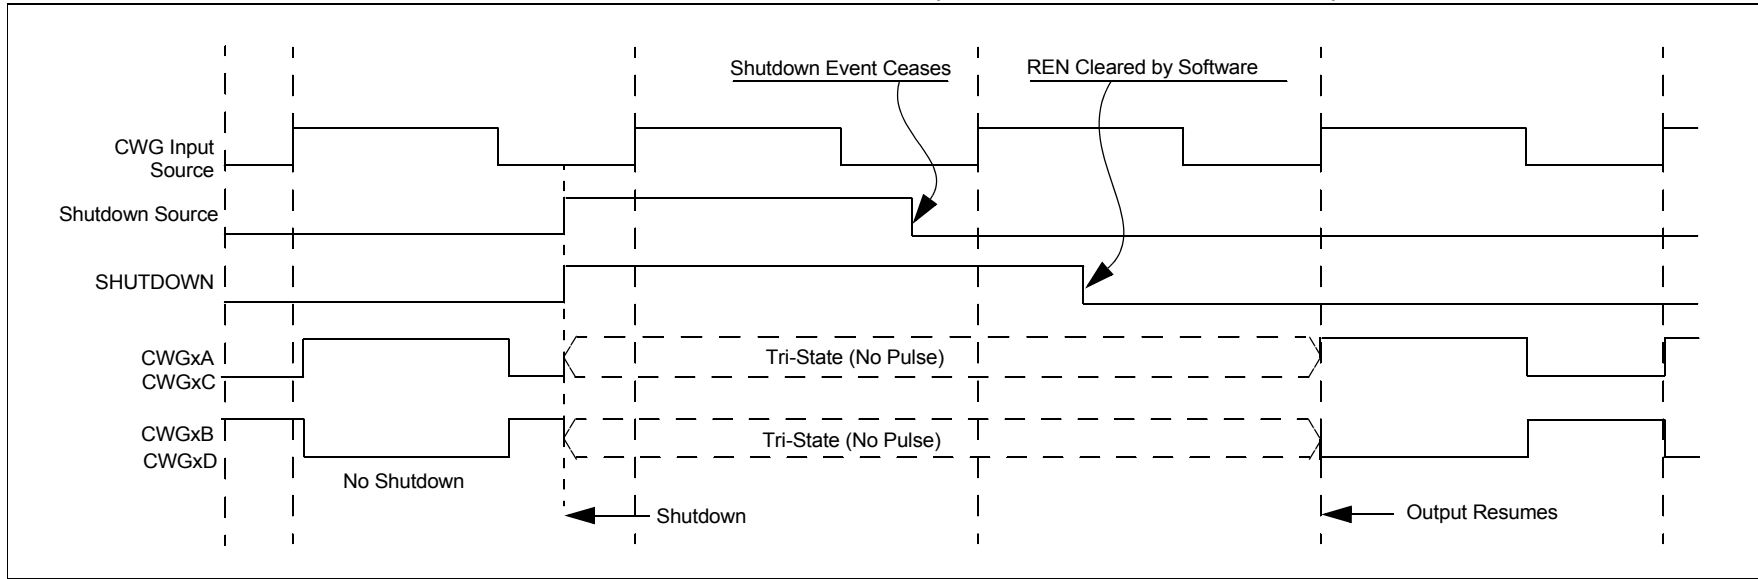 Shutdown Event Ceases
REN Cleared by Software
CWG Input
Source
Shutdown Source
SHUTDOWN
CWGxA
CWGxC
Tri-State (No Pulse)
CWGxB
CWGxD
Tri-State (No Pulse)
No Shutdown
Shutdown
Output Resumes